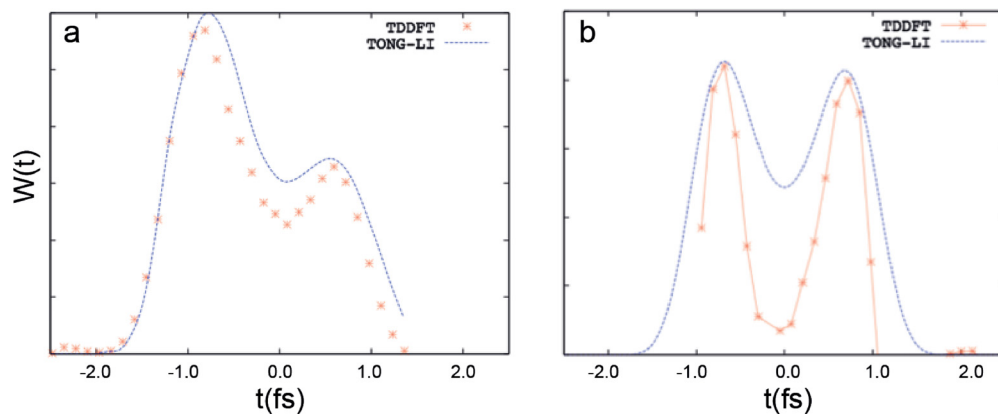 a
TDDFT
TONG-LI
b
TDDFT
TONG-LI
W(t)
-2.0 -1.0 0.0 1.0 2.0
-2.0 -1.0 0.0 1.0 2.0
t(fs)
t(fs)